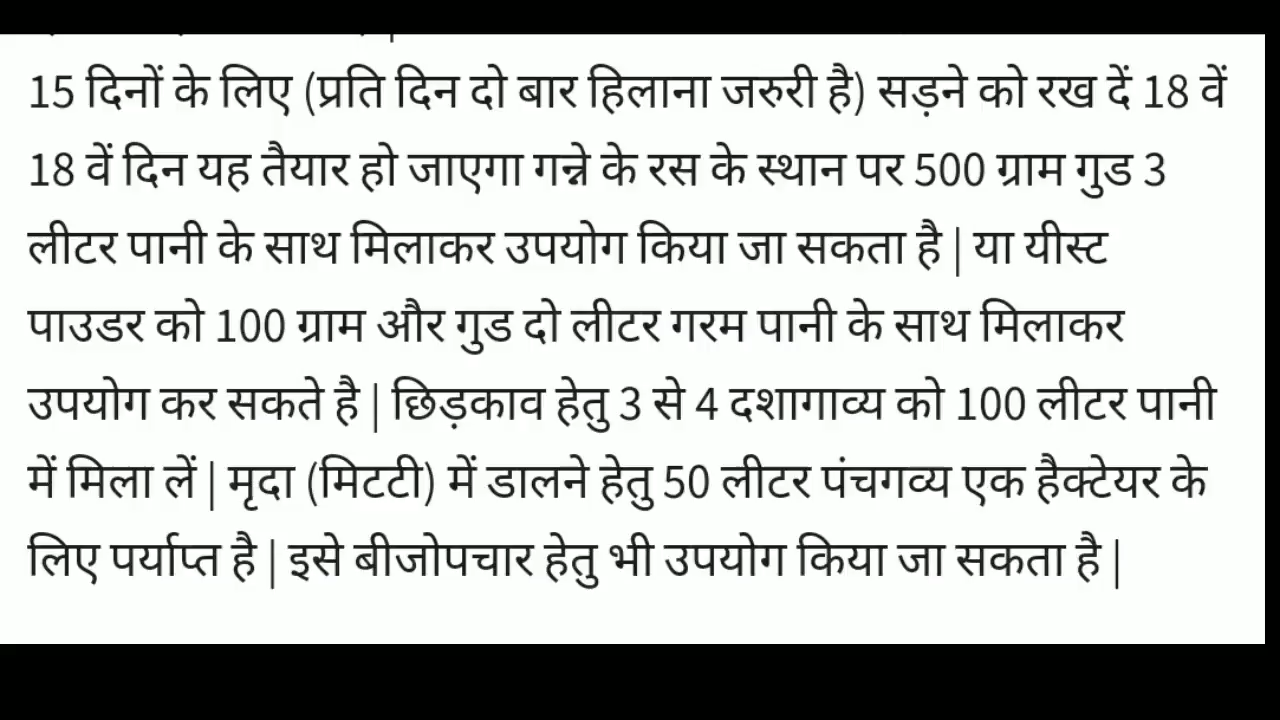 15 दिनों के लिए (प्रति दिन दो बार हिलाना जरुरी है) सड़ने को रख दें 18 वें
18 वें दिन यह तैयार हो जाएगा गन्ने के रस के स्थान पर 500 ग्राम गुड 3
लीटर पानी के साथ मिलाकर उपयोग किया जा सकता है | या यीस्ट
पाउडर को 100 ग्राम और गुड दो लीटर गरम पानी के साथ मिलाकर
उपयोग कर सकते है | छिड़काव हेतु 3 से 4 दशागाव्य को 100 लीटर पानी
में मिला लें | मृदा (मिटटी) में डालने हेतु 50 लीटर पंचगव्य एक हैक्टेयर के
लिए पर्याप्त है | इसे बीजोपचार हेतु भी उपयोग किया जा सकता है |